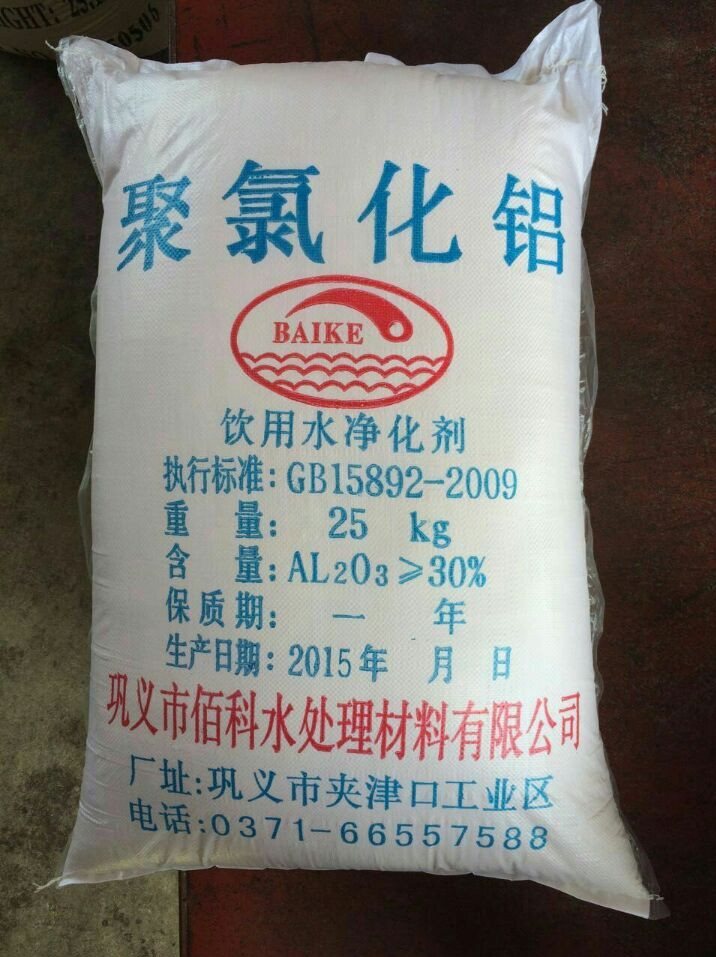 聚氯化铝
BAIKE
饮用水净化剂
执行标准：GB15892-2009
重 量： 25 kg
含 量：AL2O3≥30%
保质期： 一 年
生产日期：2015年 月 日
巩义市佰科水处理材料有限公司
厂址：巩义市夹津口工业区
电话：0371-66557588